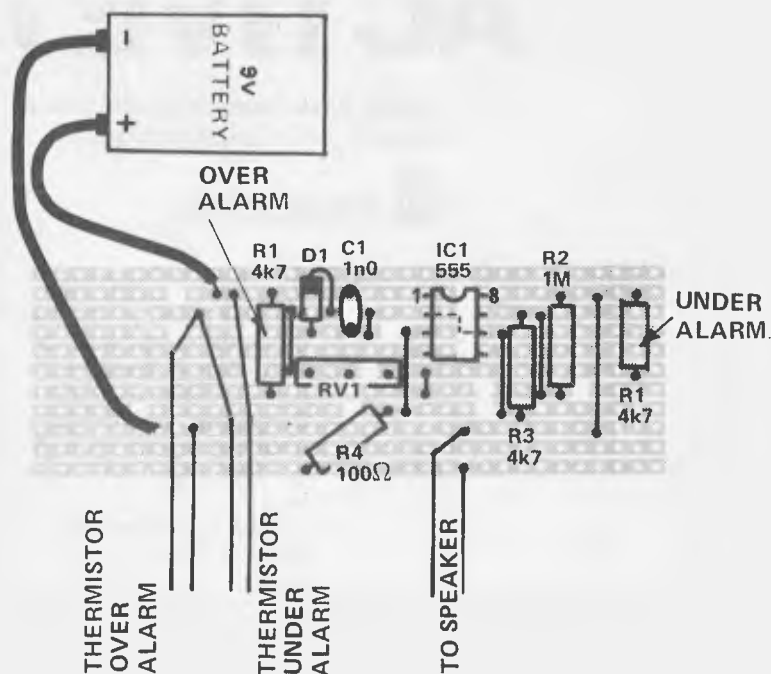 -
+
9V
BATTERY
OVER
ALARM
R1
4k7
D1
C1
1n0
IC1
555
1
8
R2
1M
UNDER
ALARM.
RV1
R4
100Ω
R3
4k7
R1
4k7
THERMISTOR
OVER
ALARM
THERMISTOR
UNDER
ALARM
TO SPEAKER